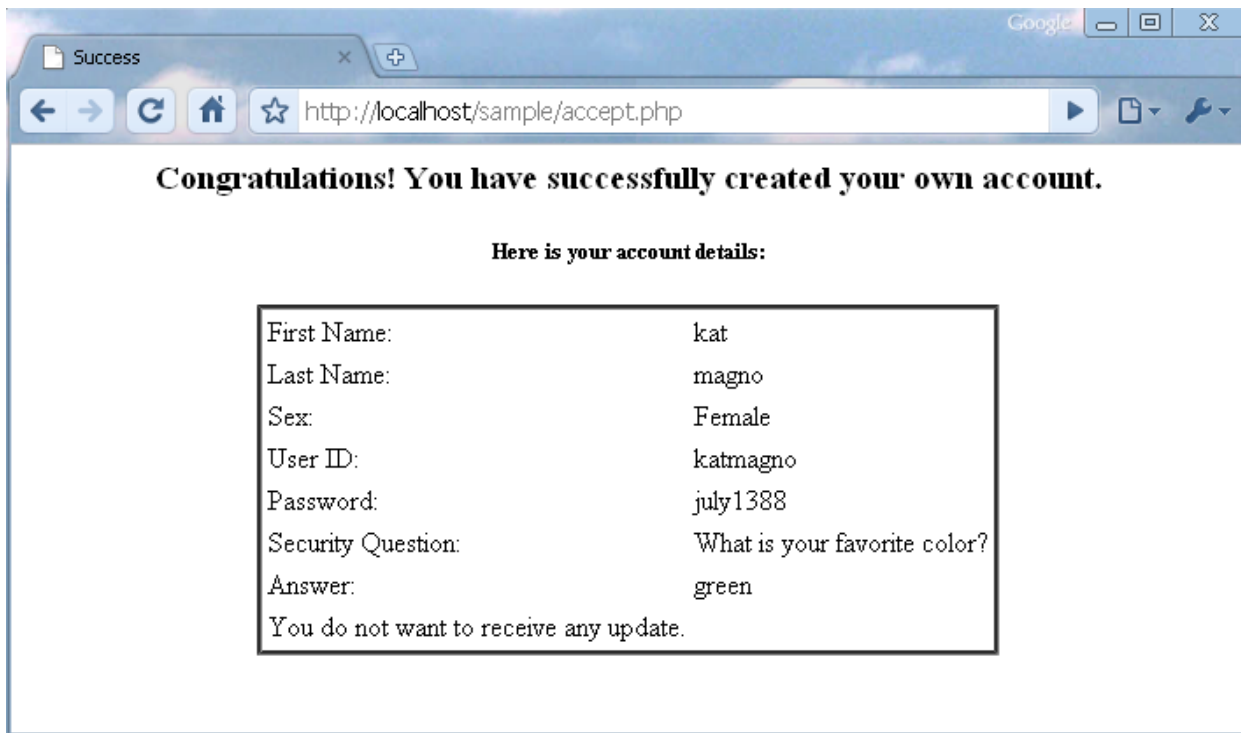 Google
Success
http://localhost/sample/accept.php
Congratulations! You have successfully created your own account.
Here is your account details:
First Name: kat
Last Name: magno
Sex: Female
User ID: katmagno
Password: july1388
Security Question: What is your favorite color?
Answer: green
You do not want to receive any update.